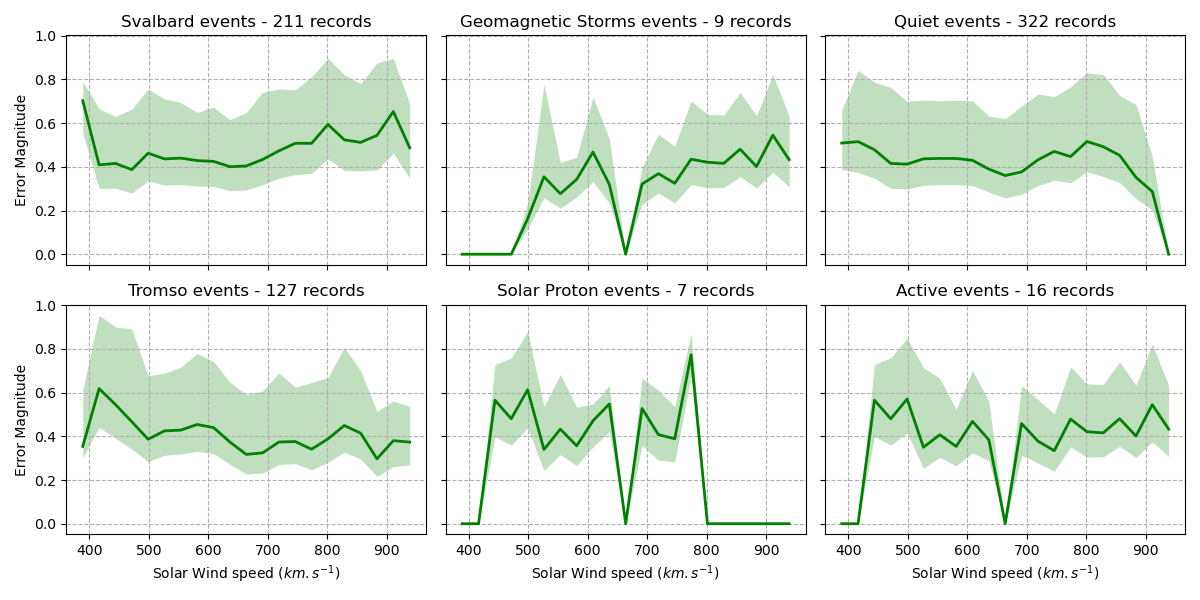 Svalbard events - 211 records
Geomagnetic Storms events - 9 records
Quiet events - 322 records
1.0
0.8
0.6
0.4
0.2
0.0
Error Magnitude
Tromso events - 127 records
Solar Proton events - 7 records
Active events - 16 records
1.0
0.8
0.6
0.4
0.2
0.0
Error Magnitude
400 500 600 700 800 900
400 500 600 700 800 900
400 500 600 700 800 900
Solar Wind speed (km.s⁻¹)
Solar Wind speed (km.s⁻¹)
Solar Wind speed (km.s⁻¹)